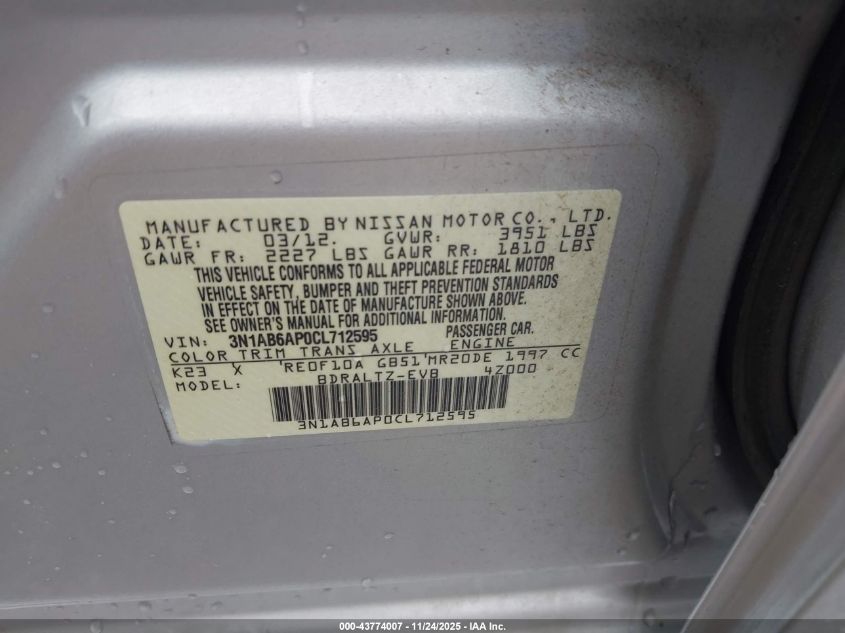 MANUFACTURED BY NISSAN MOTOR CO., LTD.
DATE: 03/12. GVWR: 3951 LBS
GAWR FR: 2227 LBS GAWR RR: 1810 LBS
THIS VEHICLE CONFORMS TO ALL APPLICABLE FEDERAL MOTOR
VEHICLE SAFETY, BUMPER AND THEFT PREVENTION STANDARDS
IN EFFECT ON THE DATE OF MANUFACTURE SHOWN ABOVE.
SEE OWNER'S MANUAL FOR ADDITIONAL INFORMATION.
VIN: 3N1AB6AP0CL712595 PASSENGER CAR.
COLOR TRIM TRANS AXLE ENGINE
K23 X RE0F10A GB51 MR20DE 1997 CC
MODEL: BDRALTZ-EVB 4Z000
3N1AB6AP0CL712595
000-43774007 - 11/24/2025 - IAA Inc.